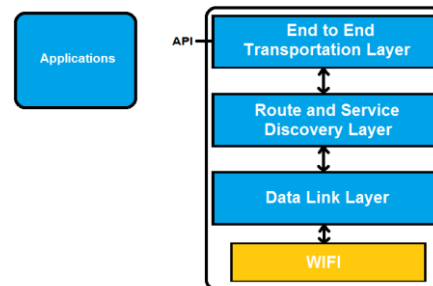 Applications
API
End to End
Transportation Layer
Route and Service
Discovery Layer
Data Link Layer
WIFI